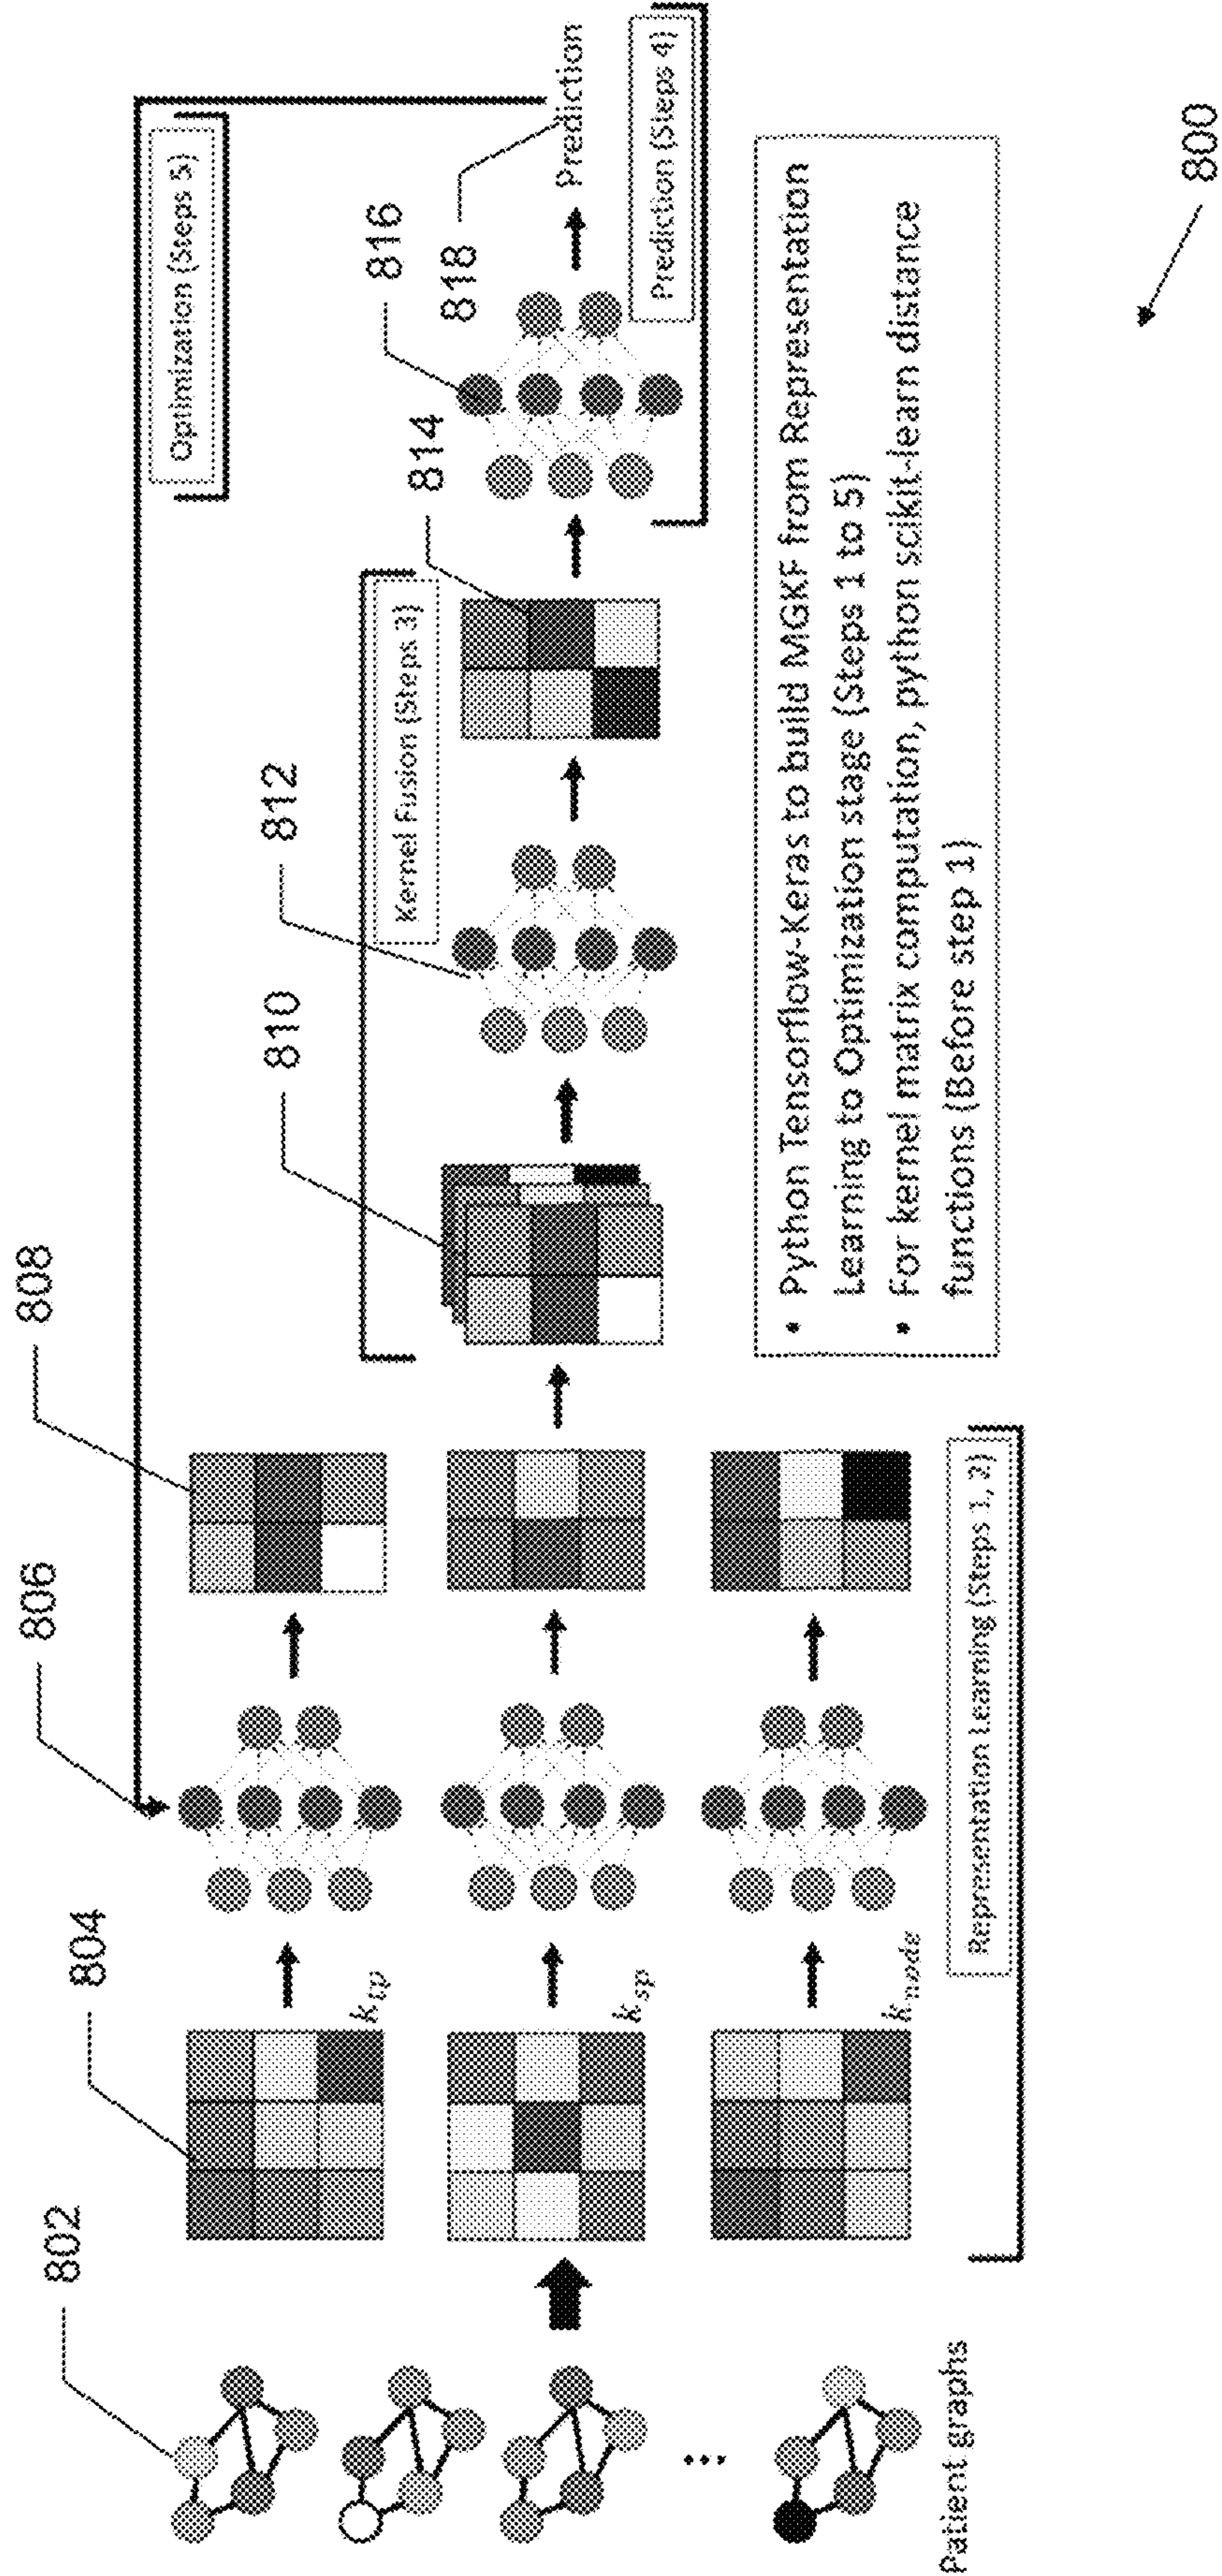 802
804
806
808
810
812
814
816
818
Optimization (Steps 5)
Kernel Fusion (Steps 3)
Prediction
Prediction (Steps 4)
k_tp
k_sp
k_node
Representation Learning (Steps 1, 2)
Patient graphs
• Python Tensorflow-Keras to build MGKF from Representation
Learning to Optimization stage (Steps 1 to 5)
• For kernel matrix computation, python scikit-learn distance
functions (Before step 1)
800